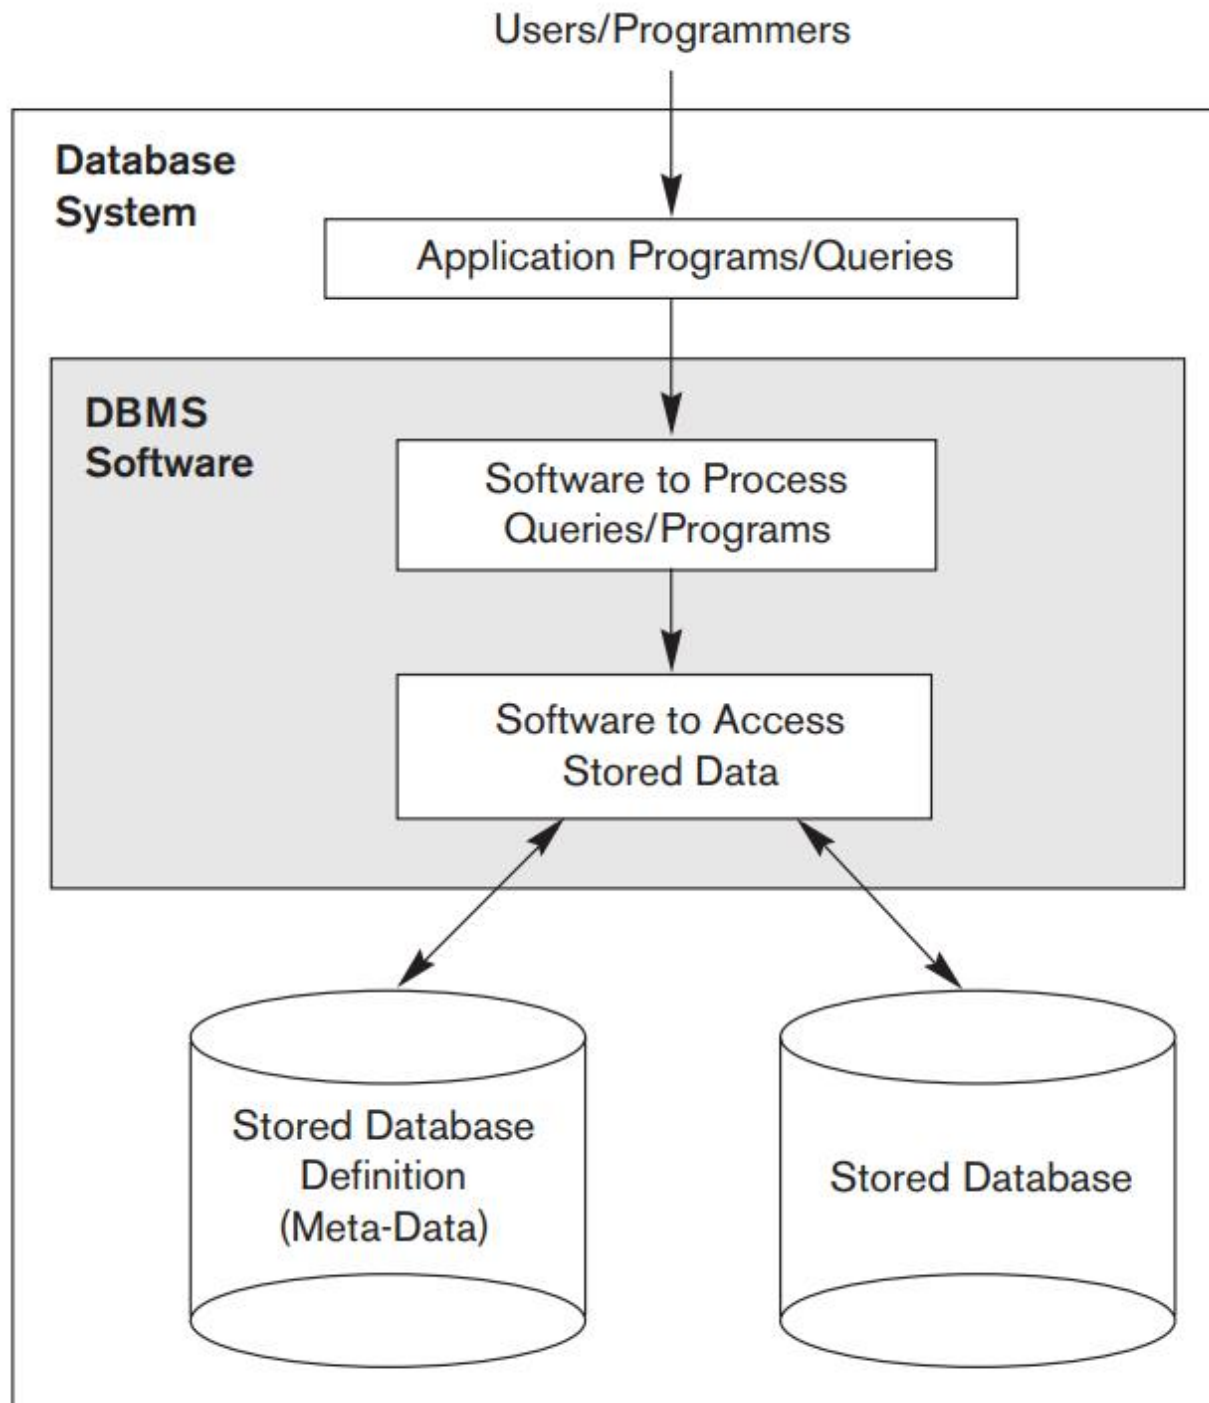 Users/Programmers
Database
System
Application Programs/Queries
DBMS
Software
Software to Process
Queries/Programs
Software to Access
Stored Data
Stored Database
Definition
(Meta-Data)
Stored Database